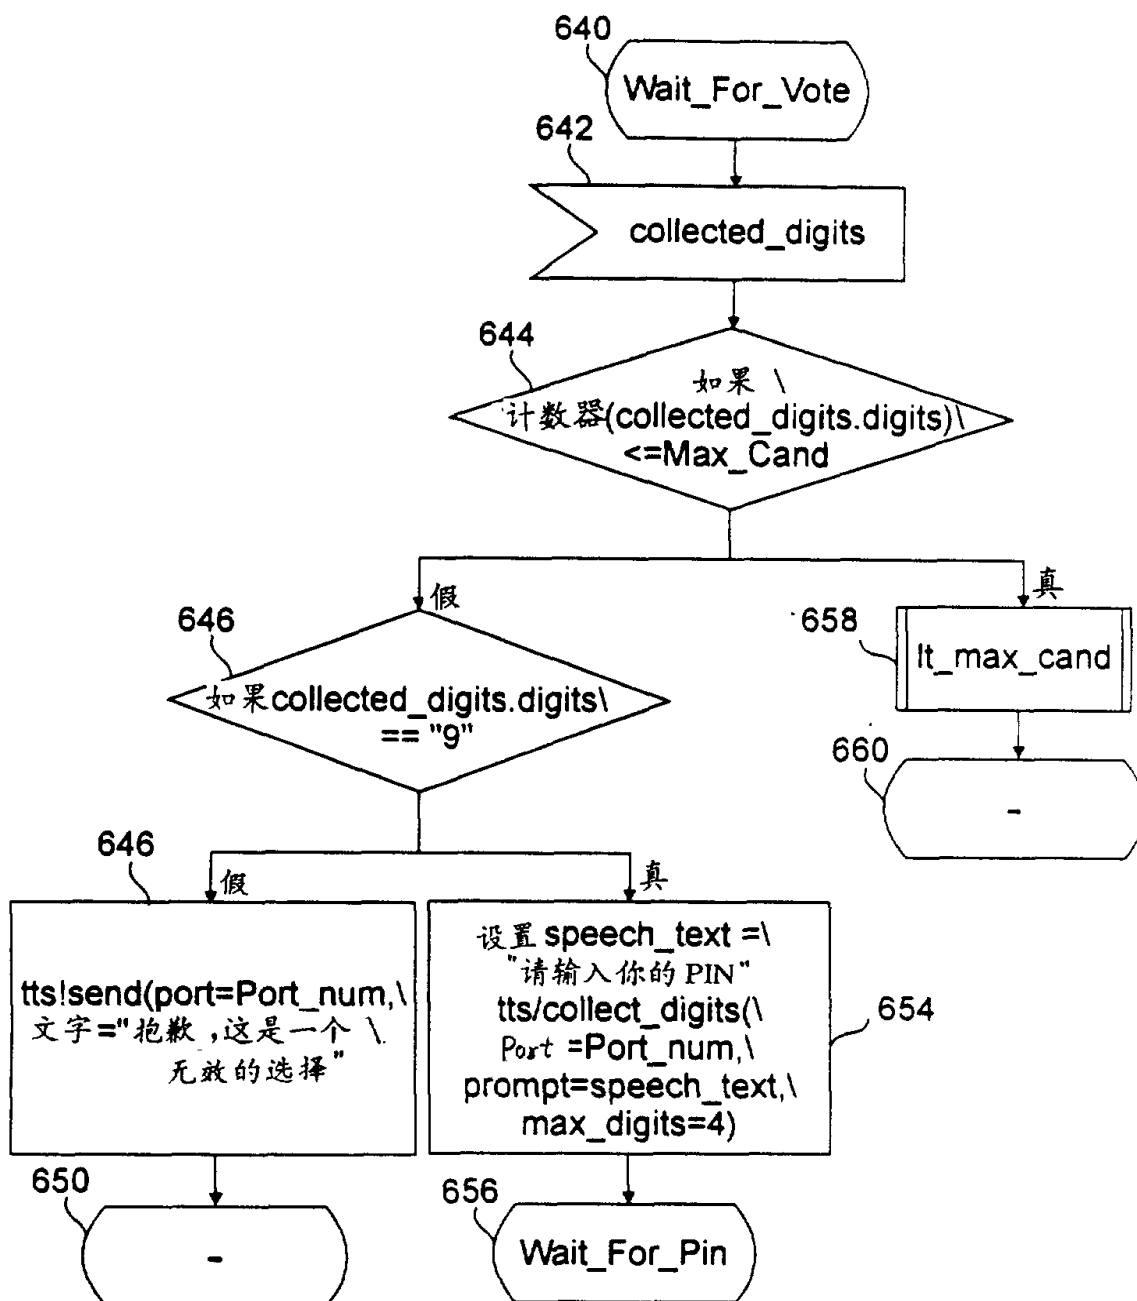 640
Wait_For_Vote
642
collected_digits
644
如果 \
计数器(collected_digits.digits)\
<=Max_Cand
假
真
646
如果collected_digits.digits\
== "9"
658
lt_max_cand
660
-
646
假
真
tts!send(port=Port_num,\
文字="抱歉,这是一个 \
无效的选择"
设置 speech_text =\
"请输入你的 PIN"
tts/collect_digits(\
Port =Port_num,\
prompt=speech_text,\
max_digits=4)
654
650
-
656
Wait_For_Pin